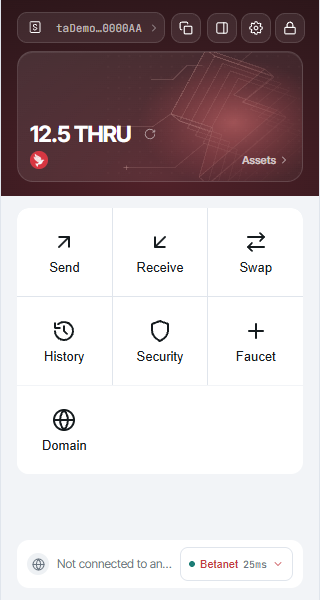 S taDemo…0000AA
12.5 THRU
Assets
Send Receive Swap
History Security Faucet
Domain
Not connected to an... Betanet 25ms